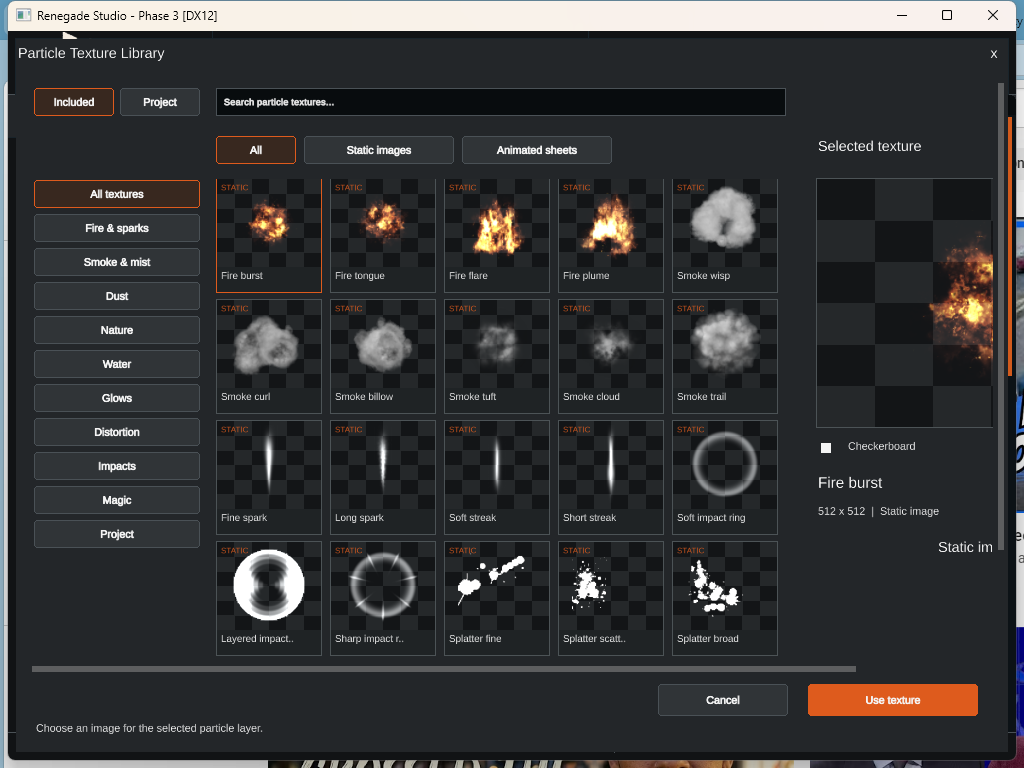 Renegade Studio - Phase 3 [DX12]
Particle Texture Library
x
Included
Project
Search particle textures...
All
Static images
Animated sheets
Selected texture
All textures
Fire & sparks
Smoke & mist
Dust
Nature
Water
Glows
Distortion
Impacts
Magic
Project
STATIC
STATIC
STATIC
STATIC
STATIC
Fire burst
Fire tongue
Fire flare
Fire plume
Smoke wisp
STATIC
STATIC
STATIC
STATIC
STATIC
Smoke curl
Smoke billow
Smoke tuft
Smoke cloud
Smoke trail
STATIC
STATIC
STATIC
STATIC
STATIC
Fine spark
Long spark
Soft streak
Short streak
Soft impact ring
STATIC
STATIC
STATIC
STATIC
STATIC
Layered impact..
Sharp impact r..
Splatter fine
Splatter scatt..
Splatter broad
Checkerboard
Fire burst
512 x 512 | Static image
Static im
Cancel
Use texture
Choose an image for the selected particle layer.